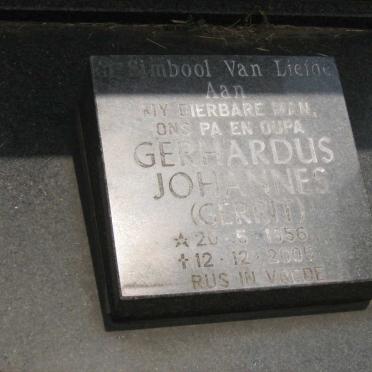 'n Simbool Van Liefde
Aan
MY DIERBARE MAN,
ONS PA EN OUPA
GERHARDUS
JOHANNES
(GERRIT)
☆ 20 · 5 · 1956
✝ 12 · 12 · 2005
RUS IN VREDE